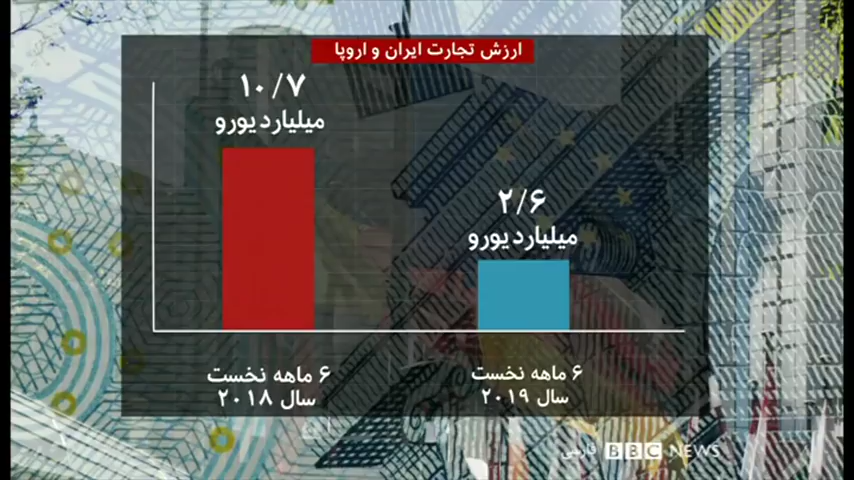 ارزش تجارت ایران و اروپا
۱۰/۷
میلیارد یورو
۲/۶
میلیارد یورو
۶ ماهه نخست
سال ۲۰۱۸
۶ ماهه نخست
سال ۲۰۱۹
BBC NEWS فارسی